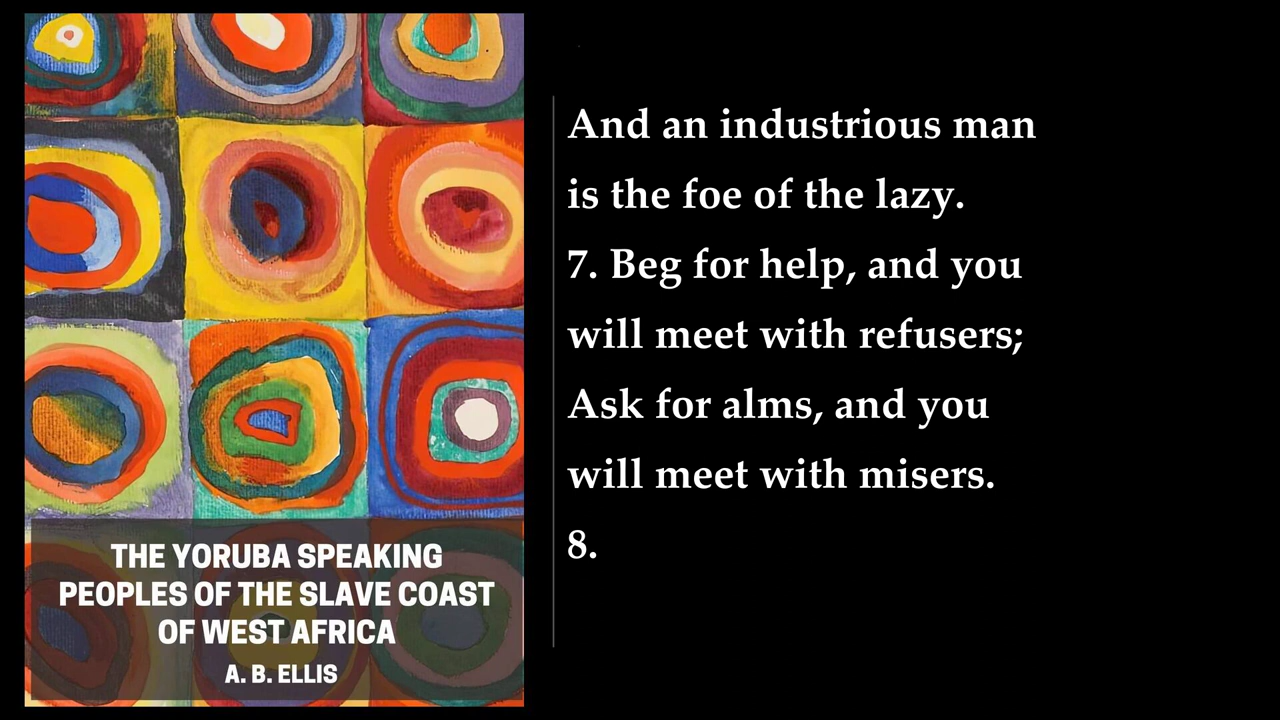 THE YORUBA SPEAKING
PEOPLES OF THE SLAVE COAST
OF WEST AFRICA
A. B. ELLIS
And an industrious man
is the foe of the lazy.
7. Beg for help, and you
will meet with refusers;
Ask for alms, and you
will meet with misers.
8.